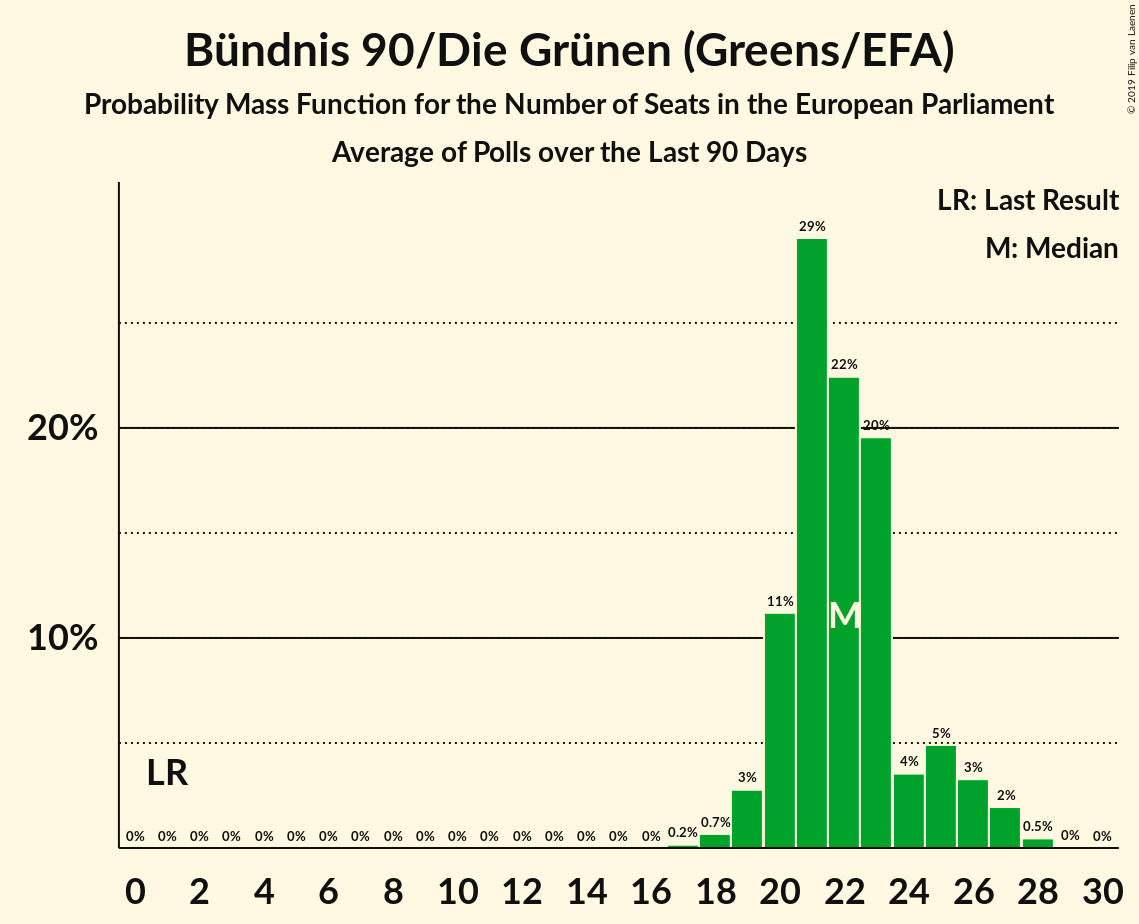 Bündnis 90/Die Grünen (Greens/EFA)
Probability Mass Function for the Number of Seats in the European Parliament
Average of Polls over the Last 90 Days
© 2019 Filip van Laenen
LR: Last Result
M: Median
29%
22%
20%
20%
11%
M
10%
5%
LR
4%
3%
3%
2%
0% 0% 0% 0% 0% 0% 0% 0% 0% 0% 0% 0% 0% 0% 0% 0% 0% 0.2% 0.7% 0.5% 0% 0%
0 2 4 6 8 10 12 14 16 18 20 22 24 26 28 30